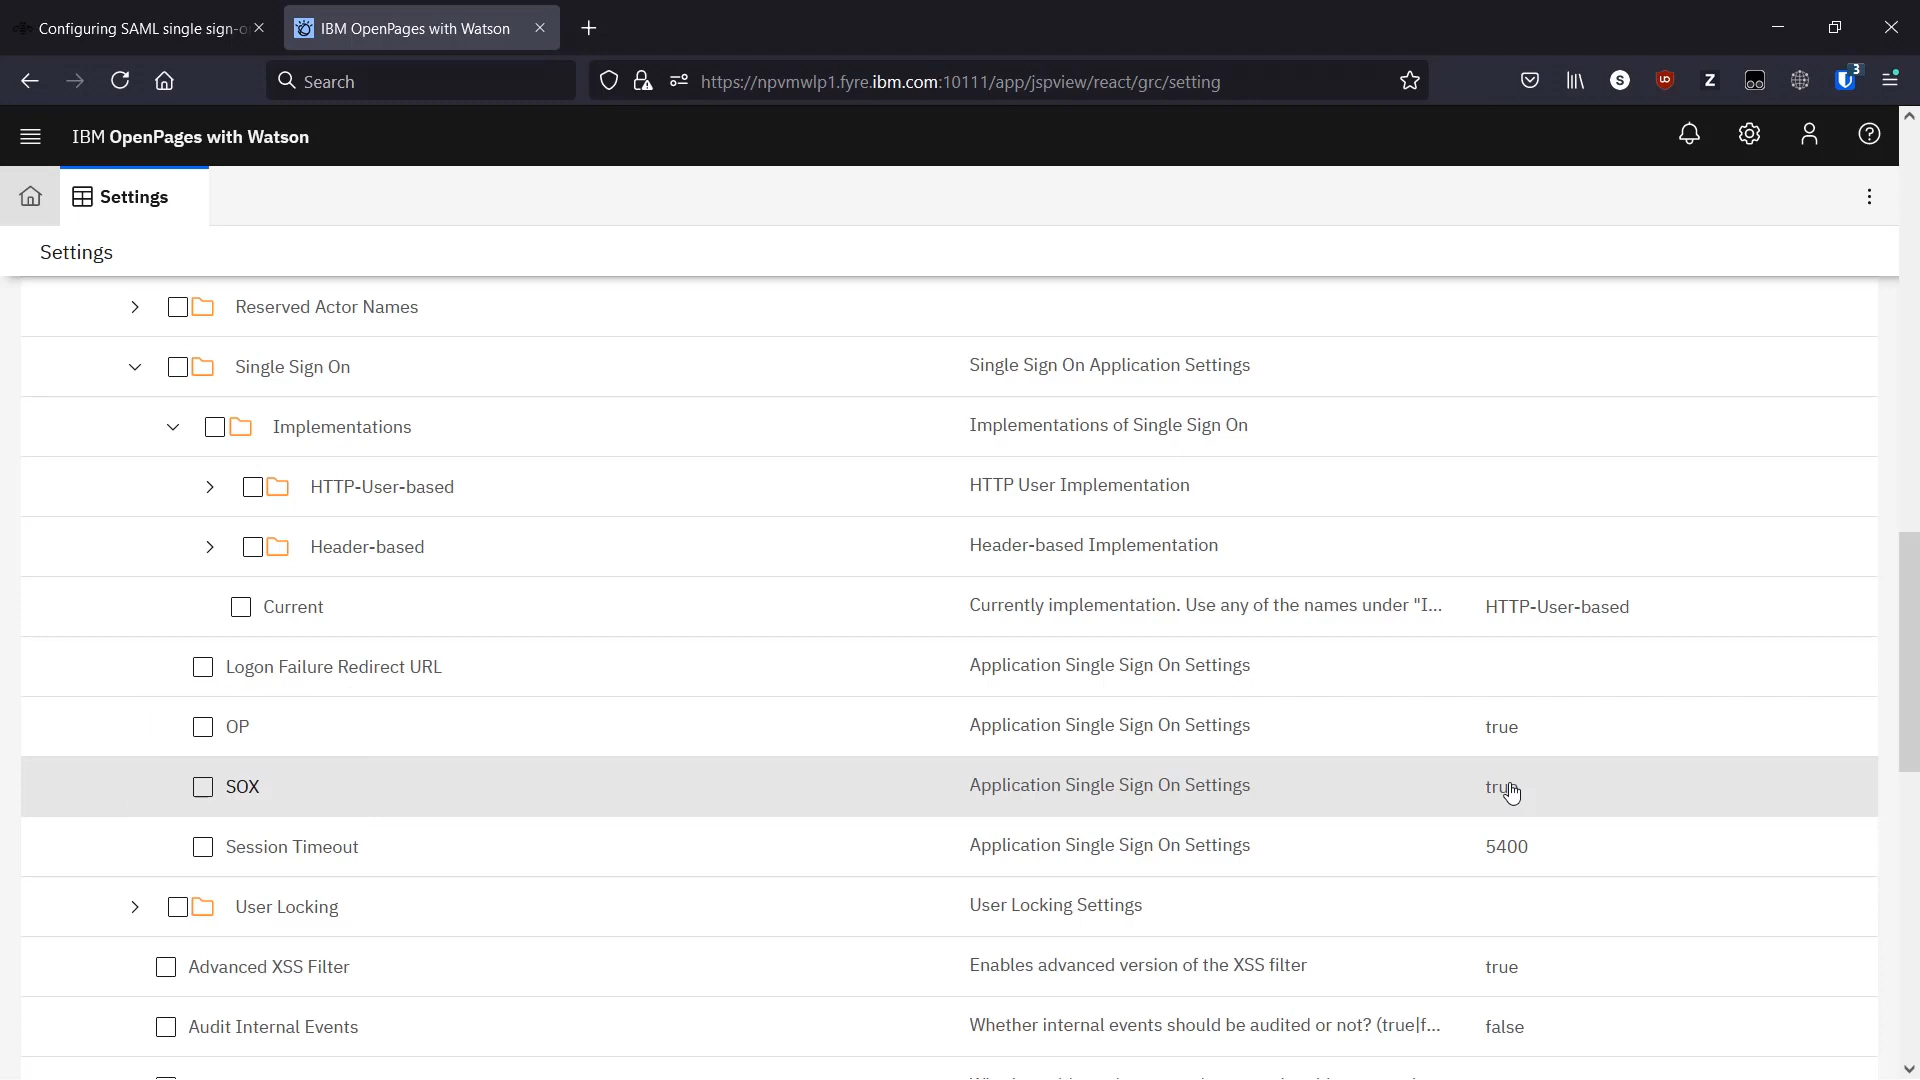 Configuring SAML single sign-o
IBM OpenPages with Watson
Search
https://npvmwlp1.fyre.ibm.com:10111/app/jspview/react/grc/setting
S
Z
3
IBM OpenPages with Watson
Settings
Settings
Reserved Actor Names
Single Sign On Single Sign On Application Settings
Implementations Implementations of Single Sign On
HTTP-User-based HTTP User Implementation
Header-based Header-based Implementation
Current Currently implementation. Use any of the names under "I... HTTP-User-based
Logon Failure Redirect URL Application Single Sign On Settings
OP Application Single Sign On Settings true
SOX Application Single Sign On Settings true
Session Timeout Application Single Sign On Settings 5400
User Locking User Locking Settings
Advanced XSS Filter Enables advanced version of the XSS filter true
Audit Internal Events Whether internal events should be audited or not? (true|f... false